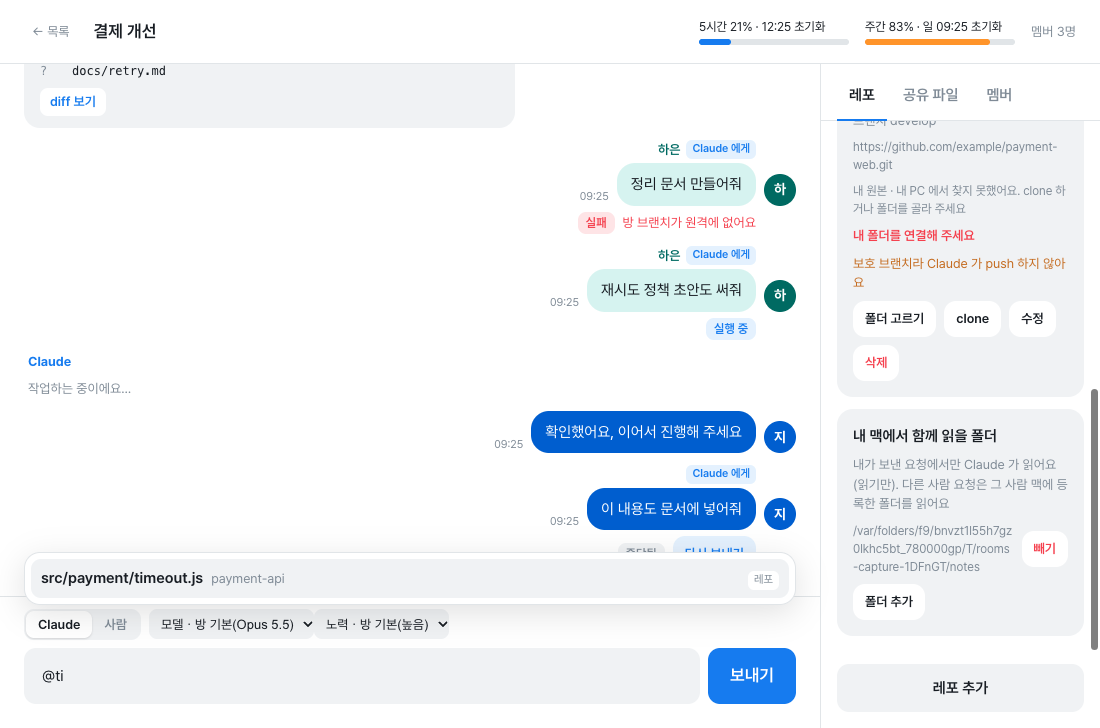 ← 목록
결제 개선
5시간 21% · 12:25 초기화
주간 83% · 일 09:25 초기화
멤버 3명
? docs/retry.md
diff 보기
하은 Claude 에게
정리 문서 만들어줘
하
09:25
실패 방 브랜치가 원격에 없어요
하은 Claude 에게
재시도 정책 초안도 써줘
하
09:25
실행 중
Claude
작업하는 중이에요…
확인했어요, 이어서 진행해 주세요
지
09:25
Claude 에게
이 내용도 문서에 넣어줘
지
09:25
src/payment/timeout.js payment-api
레포
Claude 사람
모델 · 방 기본(Opus 5.5)
노력 · 방 기본(높음)
@ti
보내기
레포 공유 파일 멤버
브랜치 develop
https://github.com/example/payment-
web.git
내 원본 · 내 PC 에서 찾지 못했어요. clone 하
거나 폴더를 골라 주세요
내 폴더를 연결해 주세요
보호 브랜치라 Claude 가 push 하지 않아
요
폴더 고르기 clone 수정
삭제
내 맥에서 함께 읽을 폴더
내가 보낸 요청에서만 Claude 가 읽어요
(읽기만). 다른 사람 요청은 그 사람 맥에 등
록한 폴더를 읽어요
/var/folders/f9/bnvzt1l55h7gz
0lkhc5bt_780000gp/T/rooms
-capture-1DFnGT/notes
빼기
폴더 추가
레포 추가